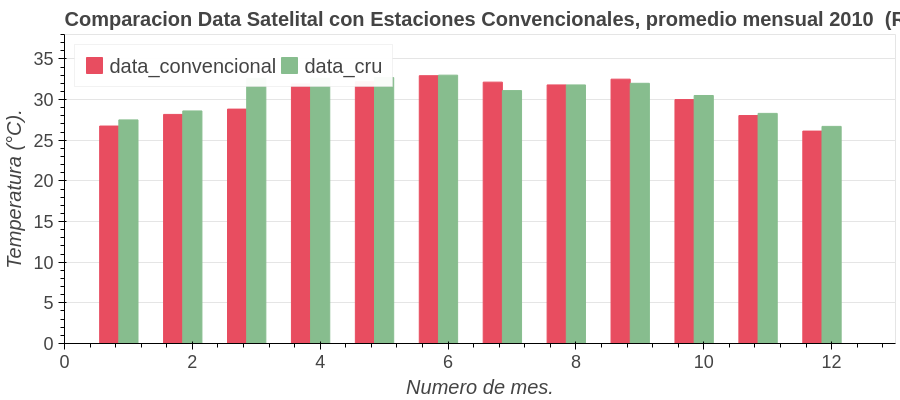 Comparacion Data Satelital con Estaciones Convencionales, promedio mensual 2010 (R
data_convencional data_cru
35
30
25
20
15
10
5
0
Temperatura (°C).
0 2 4 6 8 10 12
Numero de mes.